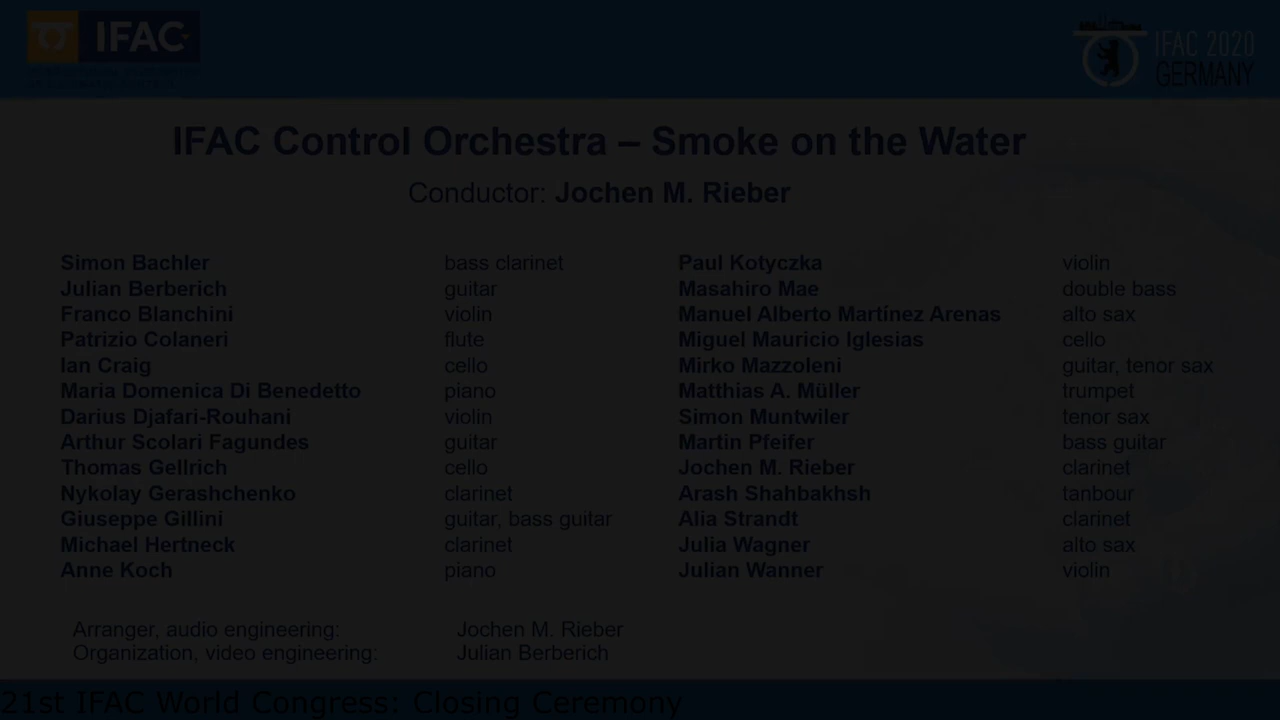 IFAC
IFAC 2020
GERMANY
IFAC Control Orchestra – Smoke on the Water
Conductor: Jochen M. Rieber
Simon Bachler bass clarinet Paul Kotyczka violin
Julian Berberich guitar Masahiro Mae double bass
Franco Blanchini violin Manuel Alberto Martínez Arenas alto sax
Patrizio Colaneri flute Miguel Mauricio Iglesias cello
Ian Craig cello Mirko Mazzoleni guitar, tenor sax
Maria Domenica Di Benedetto piano Matthias A. Müller trumpet
Darius Djafari-Rouhani violin Simon Muntwiler tenor sax
Arthur Scolari Fagundes guitar Martin Pfeifer bass guitar
Thomas Gellrich cello Jochen M. Rieber clarinet
Nykolay Gerashchenko clarinet Arash Shahbakhsh tanbour
Giuseppe Gillini guitar, bass guitar Alia Strandt clarinet
Michael Hertneck clarinet Julia Wagner alto sax
Anne Koch piano Julian Wanner violin
Arranger, audio engineering: Jochen M. Rieber
Organization, video engineering: Julian Berberich
21st IFAC World Congress: Closing Ceremony